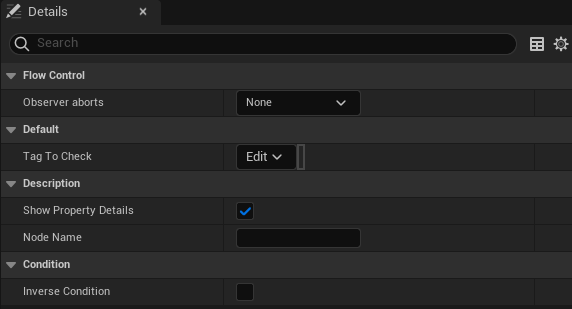 Details
Search
Flow Control
Observer aborts None
Default
Tag To Check Edit
Description
Show Property Details
Node Name
Condition
Inverse Condition